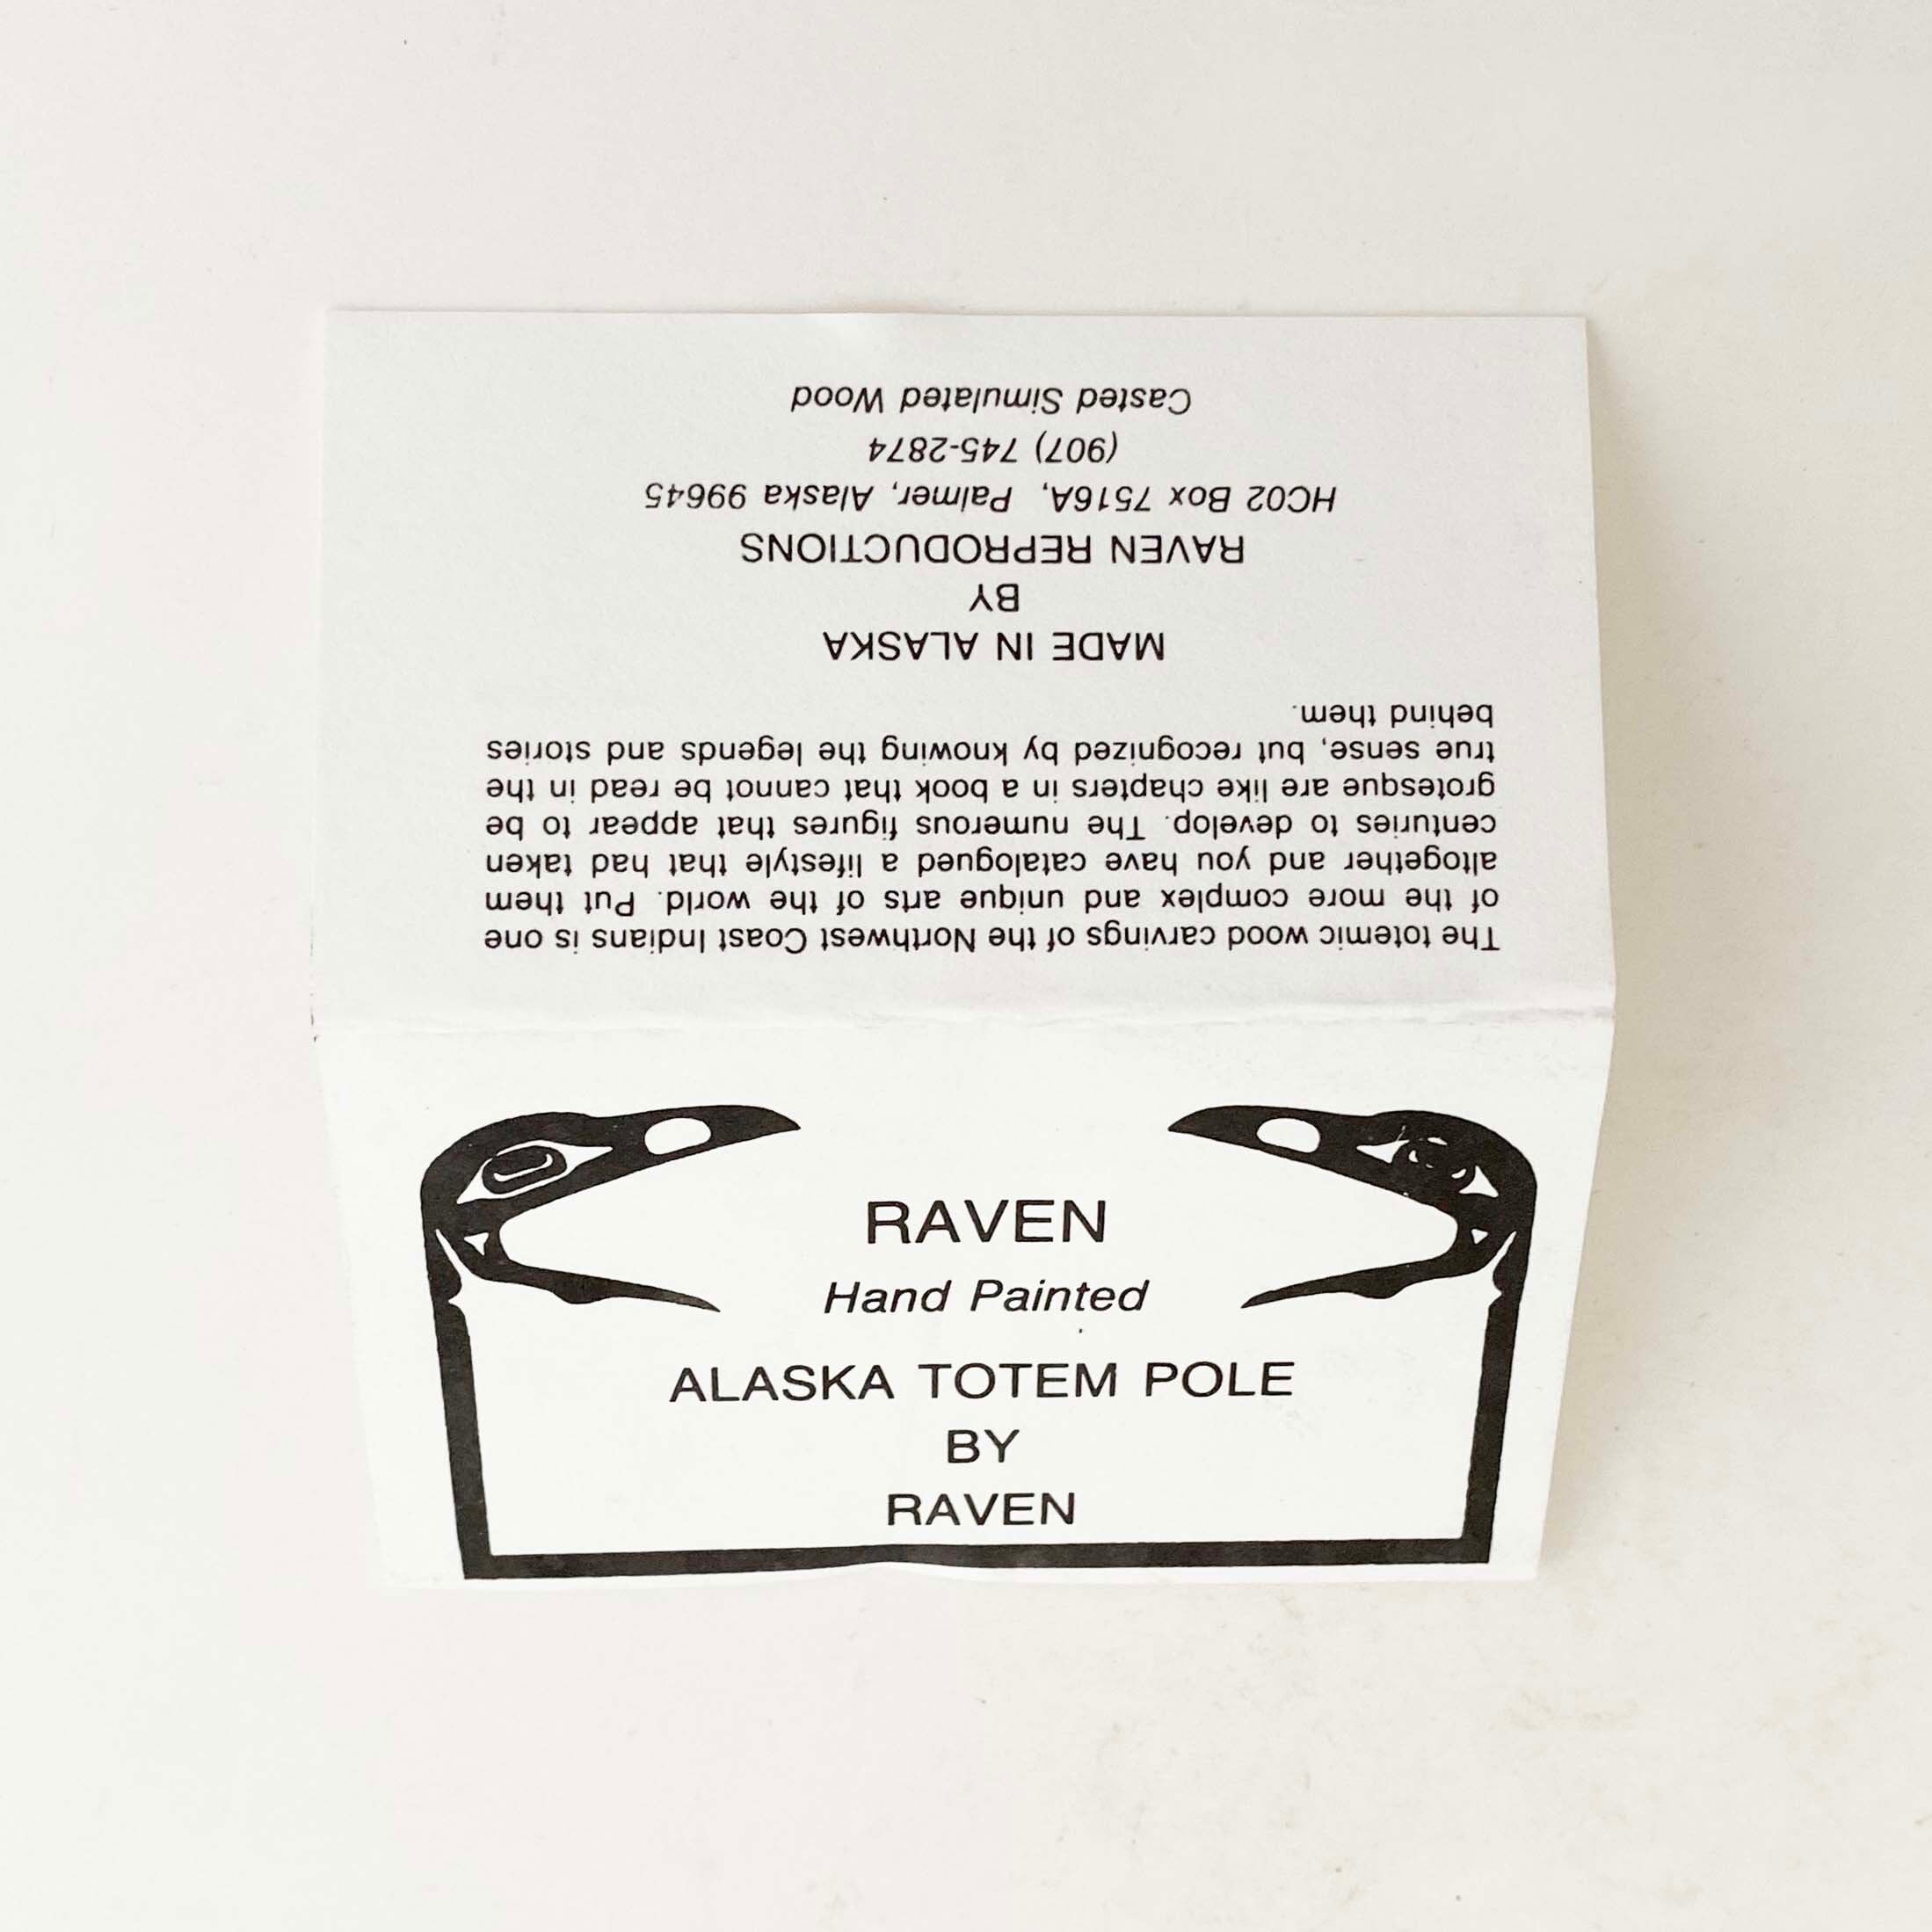 RAVEN
Hand Painted
ALASKA TOTEM POLE
BY
RAVEN
The totemic wood carvings of the Northwest Coast Indians is one
of the more complex and unique arts of the world. Put them
altogether and you have catalogued a lifestyle that had taken
centuries to develop. The numerous figures that appear to be
grotesque are like chapters in a book that cannot be read in the
true sense, but recognized by knowing the legends and stories
behind them.
MADE IN ALASKA
BY
RAVEN REPRODUCTIONS
HC02 Box 7516A, Palmer, Alaska 99645
(907) 745-2874
Casted Simulated Wood